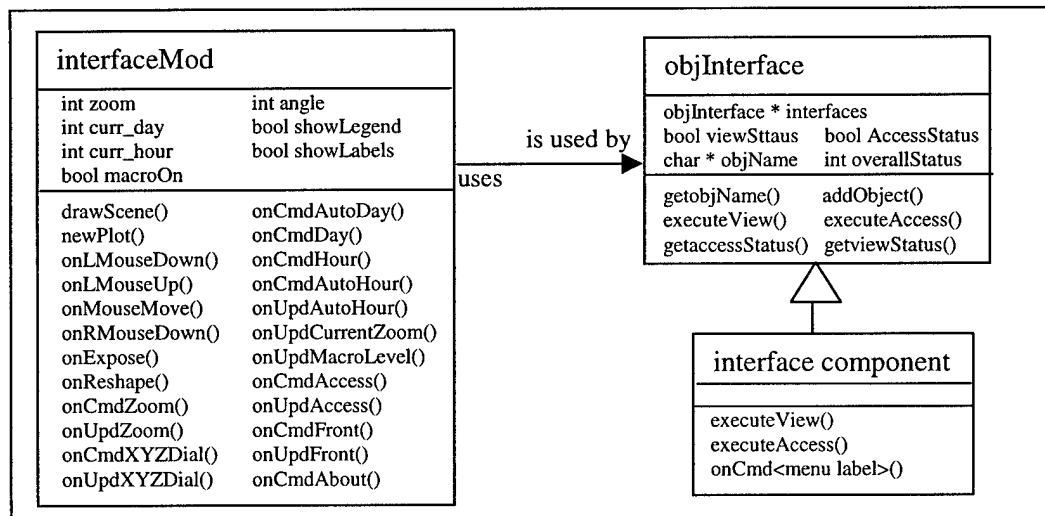 interfaceMod
int zoom int angle
int curr_day bool showLegend
int curr_hour bool showLabels
bool macroOn
drawScene() onCmdAutoDay()
newPlot() onCmdDay()
onLMouseDown() onCmdHour()
onLMouseUp() onCmdAutoHour()
onMouseMove() onUpdAutoHour()
onRMouseDown() onUpdCurrentZoom()
onExpose() onUpdMacroLevel()
onReshape() onCmdAccess()
onCmdZoom() onUpdAccess()
onUpdZoom() onCmdFront()
onCmdXYZDial() onUpdFront()
onUpdXYZDial() onCmdAbout()
is used by
uses
objInterface
objInterface * interfaces
bool viewSttaus bool AccessStatus
char * objName int overallStatus
getobjName() addObject()
executeView() executeAccess()
getaccessStatus() getviewStatus()
interface component
executeView()
executeAccess()
onCmd<menu label>()